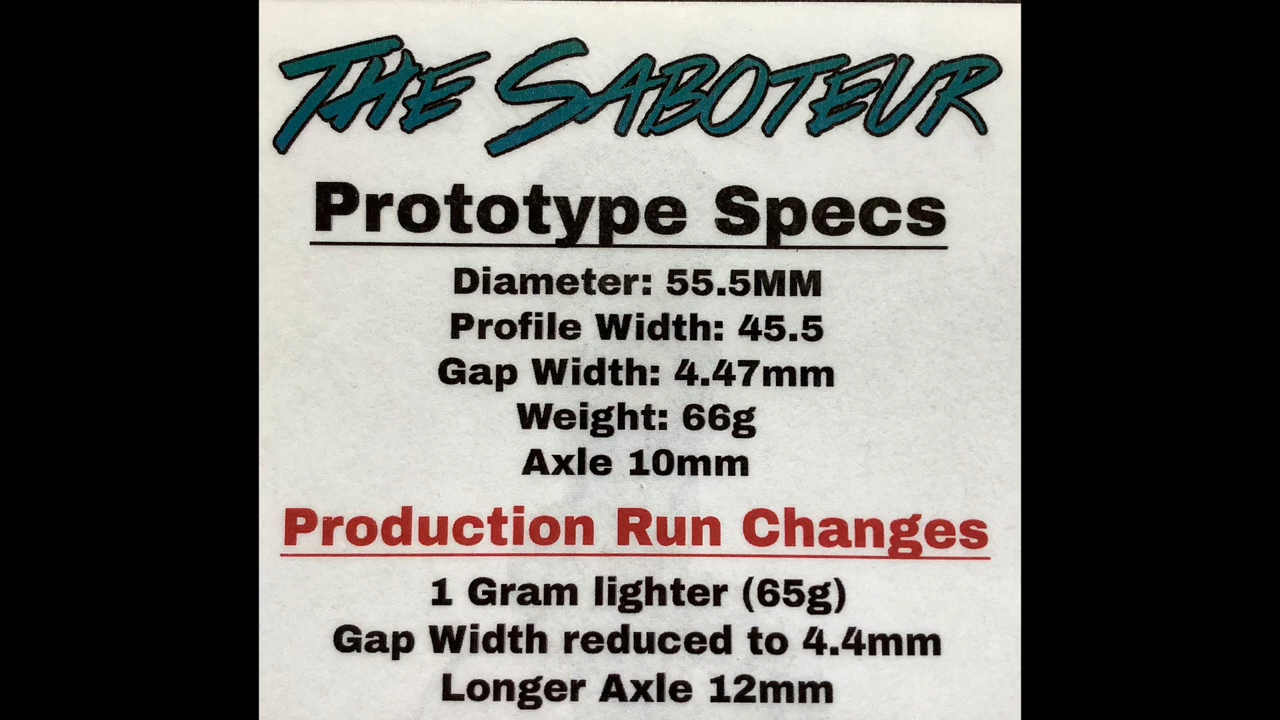 THE SABOTEUR
Prototype Specs
Diameter: 55.5MM
Profile Width: 45.5
Gap Width: 4.47mm
Weight: 66g
Axle 10mm
Production Run Changes
1 Gram lighter (65g)
Gap Width reduced to 4.4mm
Longer Axle 12mm